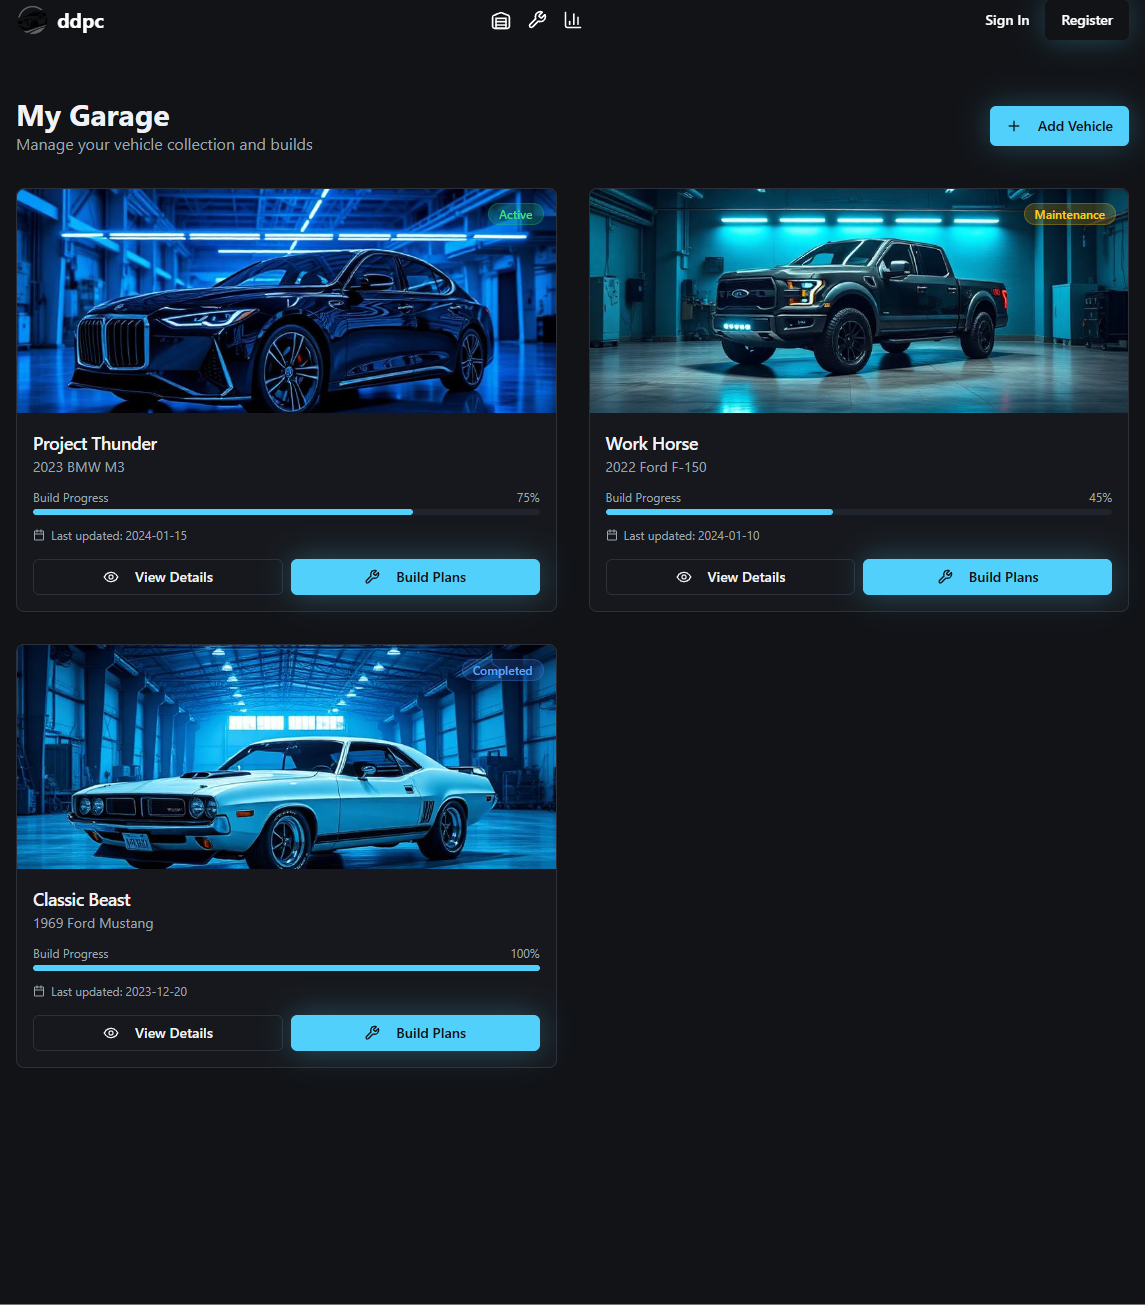 ddpc
Sign In
Register
My Garage
Manage your vehicle collection and builds
Add Vehicle
Active
Project Thunder
2023 BMW M3
Build Progress
75%
Last updated: 2024-01-15
View Details
Build Plans
Maintenance
Work Horse
2022 Ford F-150
Build Progress
45%
Last updated: 2024-01-10
View Details
Build Plans
Completed
Classic Beast
1969 Ford Mustang
Build Progress
100%
Last updated: 2023-12-20
View Details
Build Plans